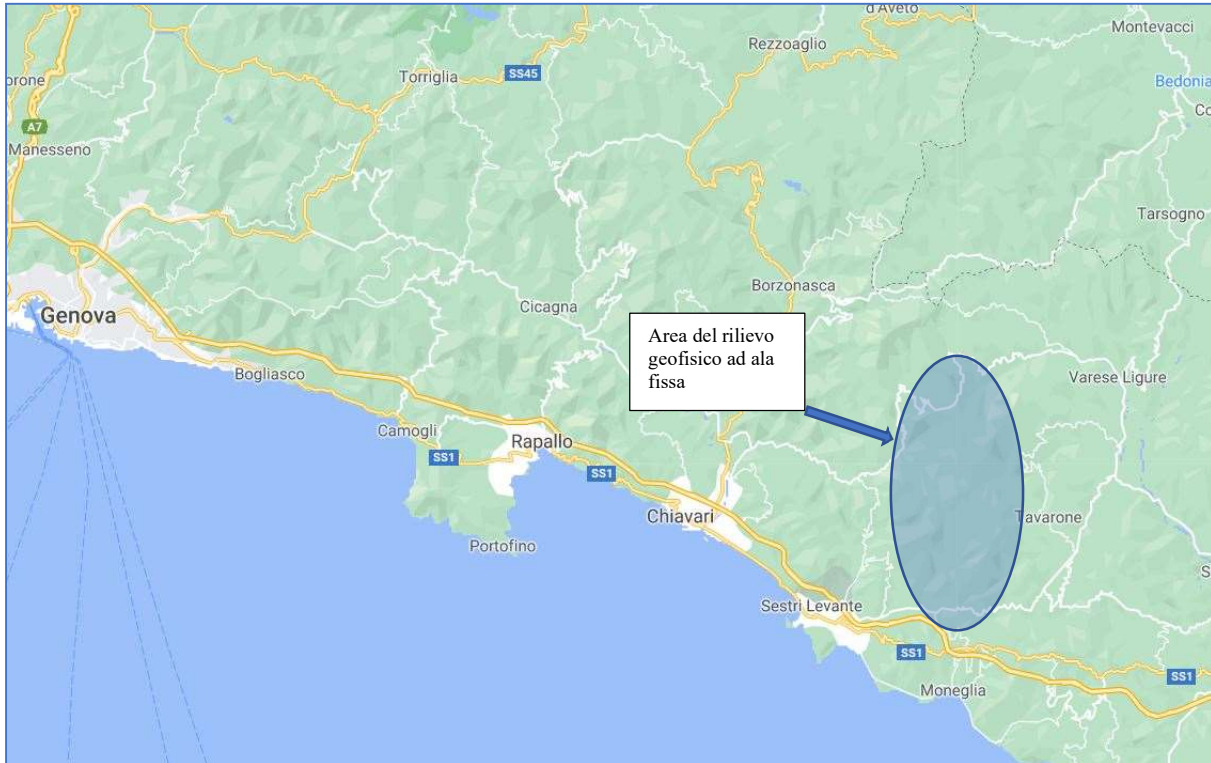 d'Aveto
Montevacci
Rezzoaglio
Torriglia
SS45
Bedonia
A7
Manesseno
Tarsogno
Borzonasca
Genova
Cicagna
Area del rilievo
geofisico ad ala
fissa
Bogliasco
Varese Ligure
Camogli
Rapallo
SS1
SS1
Chiavari
Tavarone
Portofino
Sestri Levante
SS1
SS1
Moneglia